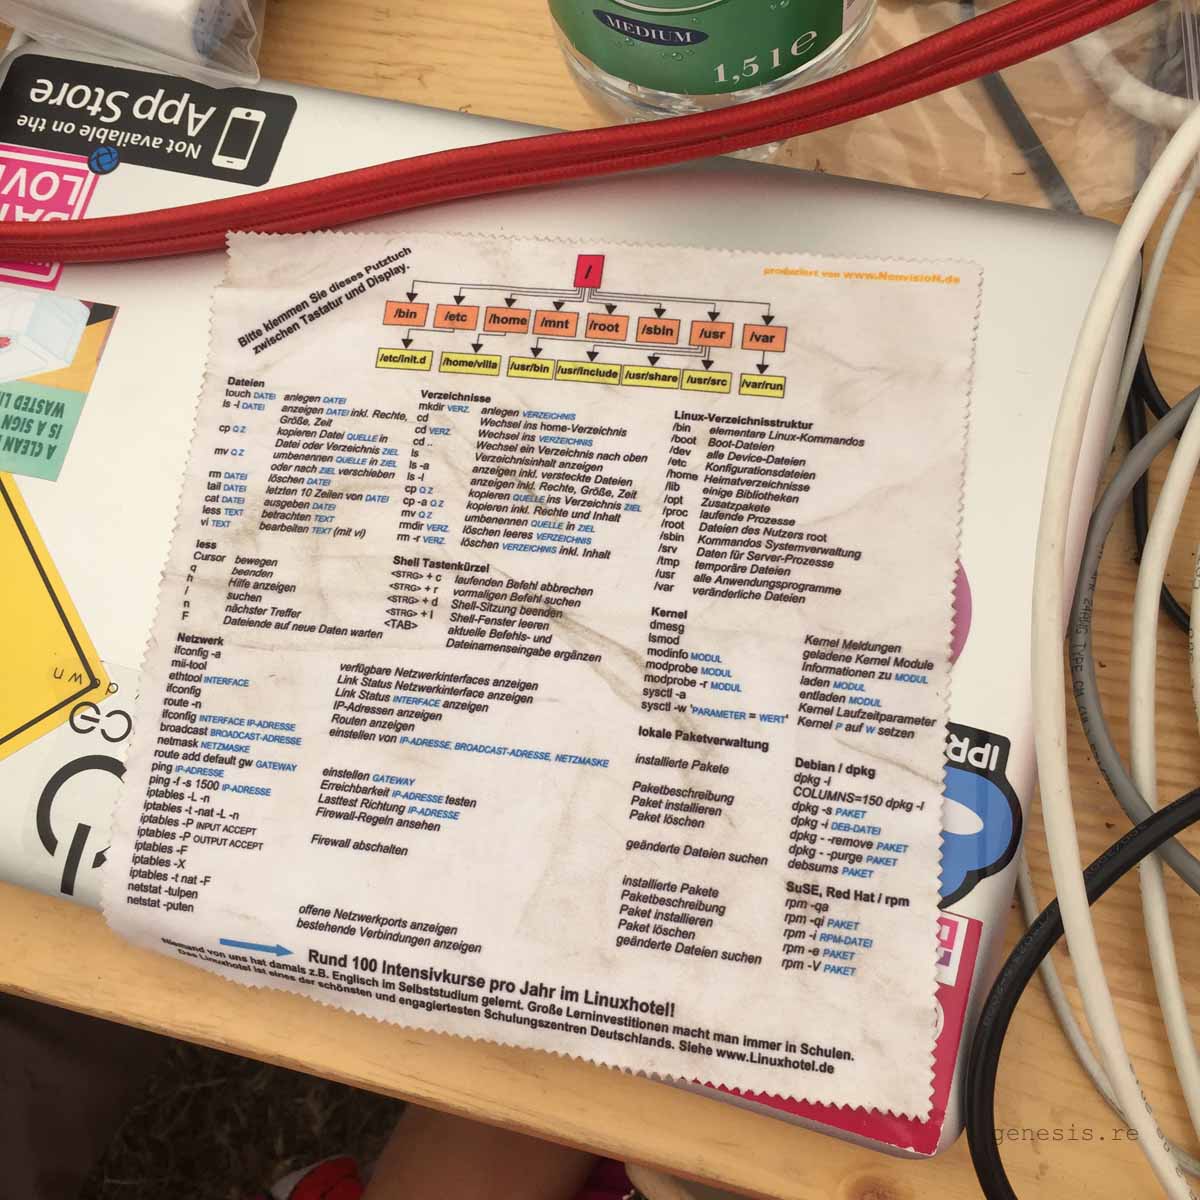 MEDIUM
1,5 l e
Not available on the
App Store
LOVE
A CLEAN
IS A SIGN
WASTED
Bitte klemmen Sie dieses Putztuch
zwischen Tastatur und Display.
produziert von www.NonvisioN.de
/
/bin /etc /home /mnt /root /sbin /usr /var
/etc/init.d /home/villa /usr/bin /usr/include /usr/share /usr/src /var/run
Dateien
touch DATEI anlegen DATEI
ls -l DATEI anzeigen DATEI inkl. Rechte,
Größe, Zeit
cp Q Z kopieren Datei QUELLE in
Datei oder Verzeichnis ZIEL
mv Q Z umbenennen QUELLE in ZIEL
oder nach ZIEL verschieben
rm DATEI löschen DATEI
tail DATEI letzten 10 Zeilen von DATEI
cat DATEI ausgeben DATEI
less TEXT betrachten TEXT
vi TEXT bearbeiten TEXT (mit vi)
less
Cursor bewegen
q beenden
h Hilfe anzeigen
/ suchen
n nächster Treffer
F Dateiende auf neue Daten warten
Verzeichnisse
mkdir VERZ. anlegen VERZEICHNIS
cd Wechsel ins home-Verzeichnis
cd VERZ. Wechsel ins VERZEICHNIS
cd .. Wechsel ein Verzeichnis nach oben
ls Verzeichnisinhalt anzeigen
ls -a anzeigen inkl. versteckte Dateien
ls -l anzeigen inkl. Rechte, Größe, Zeit
cp Q Z kopieren QUELLE ins Verzeichnis ZIEL
cp -a Q Z kopieren inkl. Rechte und Inhalt
mv Q Z umbenennen QUELLE in ZIEL
rmdir VERZ. löschen leeres VERZEICHNIS
rm -r VERZ. löschen VERZEICHNIS inkl. Inhalt
Shell Tastenkürzel
<STRG> + c laufenden Befehl abbrechen
<STRG> + r vormaligen Befehl suchen
<STRG> + d Shell-Sitzung beenden
<STRG> + l Shell-Fenster leeren
<TAB> aktuelle Befehls- und
Dateinamenseingabe ergänzen
Linux-Verzeichnisstruktur
/bin elementare Linux-Kommandos
/boot Boot-Dateien
/dev alle Device-Dateien
/etc Konfigurationsdateien
/home Heimatverzeichnisse
/lib einige Bibliotheken
/opt Zusatzpakete
/proc laufende Prozesse
/root Dateien des Nutzers root
/sbin Kommandos Systemverwaltung
/srv Daten für Server-Prozesse
/tmp temporäre Dateien
/usr alle Anwendungsprogramme
/var veränderliche Dateien
Kernel
dmesg Kernel Meldungen
lsmod geladene Kernel Module
modinfo MODUL Informationen zu MODUL
modprobe MODUL laden MODUL
modprobe -r MODUL entladen MODUL
sysctl -a Kernel Laufzeitparameter
sysctl -w 'PARAMETER = WERT' Kernel P auf W setzen
Netzwerk
ifconfig -a verfügbare Netzwerkinterfaces anzeigen
mii-tool Link Status Netzwerkinterface anzeigen
ethtool INTERFACE Link Status INTERFACE anzeigen
ifconfig IP-Adressen anzeigen
route -n Routen anzeigen
ifconfig INTERFACE IP-ADRESSE einstellen von IP-ADRESSE, BROADCAST-ADRESSE, NETZMASKE
broadcast BROADCAST-ADRESSE
netmask NETZMASKE
route add default gw GATEWAY einstellen GATEWAY
ping IP-ADRESSE Erreichbarkeit IP-ADRESSE testen
ping -f -s 1500 IP-ADRESSE Lasttest Richtung IP-ADRESSE
iptables -L -n Firewall-Regeln ansehen
iptables -t -nat -L -n
iptables -P INPUT ACCEPT Firewall abschalten
iptables -P OUTPUT ACCEPT
iptables -F
iptables -X
iptables -t nat -F
netstat -tulpen offene Netzwerkports anzeigen
netstat -puten bestehende Verbindungen anzeigen
lokale Paketverwaltung
Debian / dpkg
installierte Pakete dpkg -l
COLUMNS=150 dpkg -l
Paketbeschreibung dpkg -s PAKET
Paket installieren dpkg -i DEB-DATEI
Paket löschen dpkg --remove PAKET
dpkg --purge PAKET
geänderte Dateien suchen debsums PAKET
SuSE, Red Hat / rpm
installierte Pakete rpm -qa
Paketbeschreibung rpm -qi PAKET
Paket installieren rpm -i RPM-DATEI
Paket löschen rpm -e PAKET
geänderte Dateien suchen rpm -V PAKET
Rund 100 Intensivkurse pro Jahr im Linuxhotel!
Niemand von uns hat damals z.B. Englisch im Selbststudium gelernt. Große Lerninvestitionen macht man immer in Schulen.
Das Linuxhotel ist eines der schönsten und engagiertesten Schulungszentren Deutschlands. Siehe www.Linuxhotel.de
genesis.re